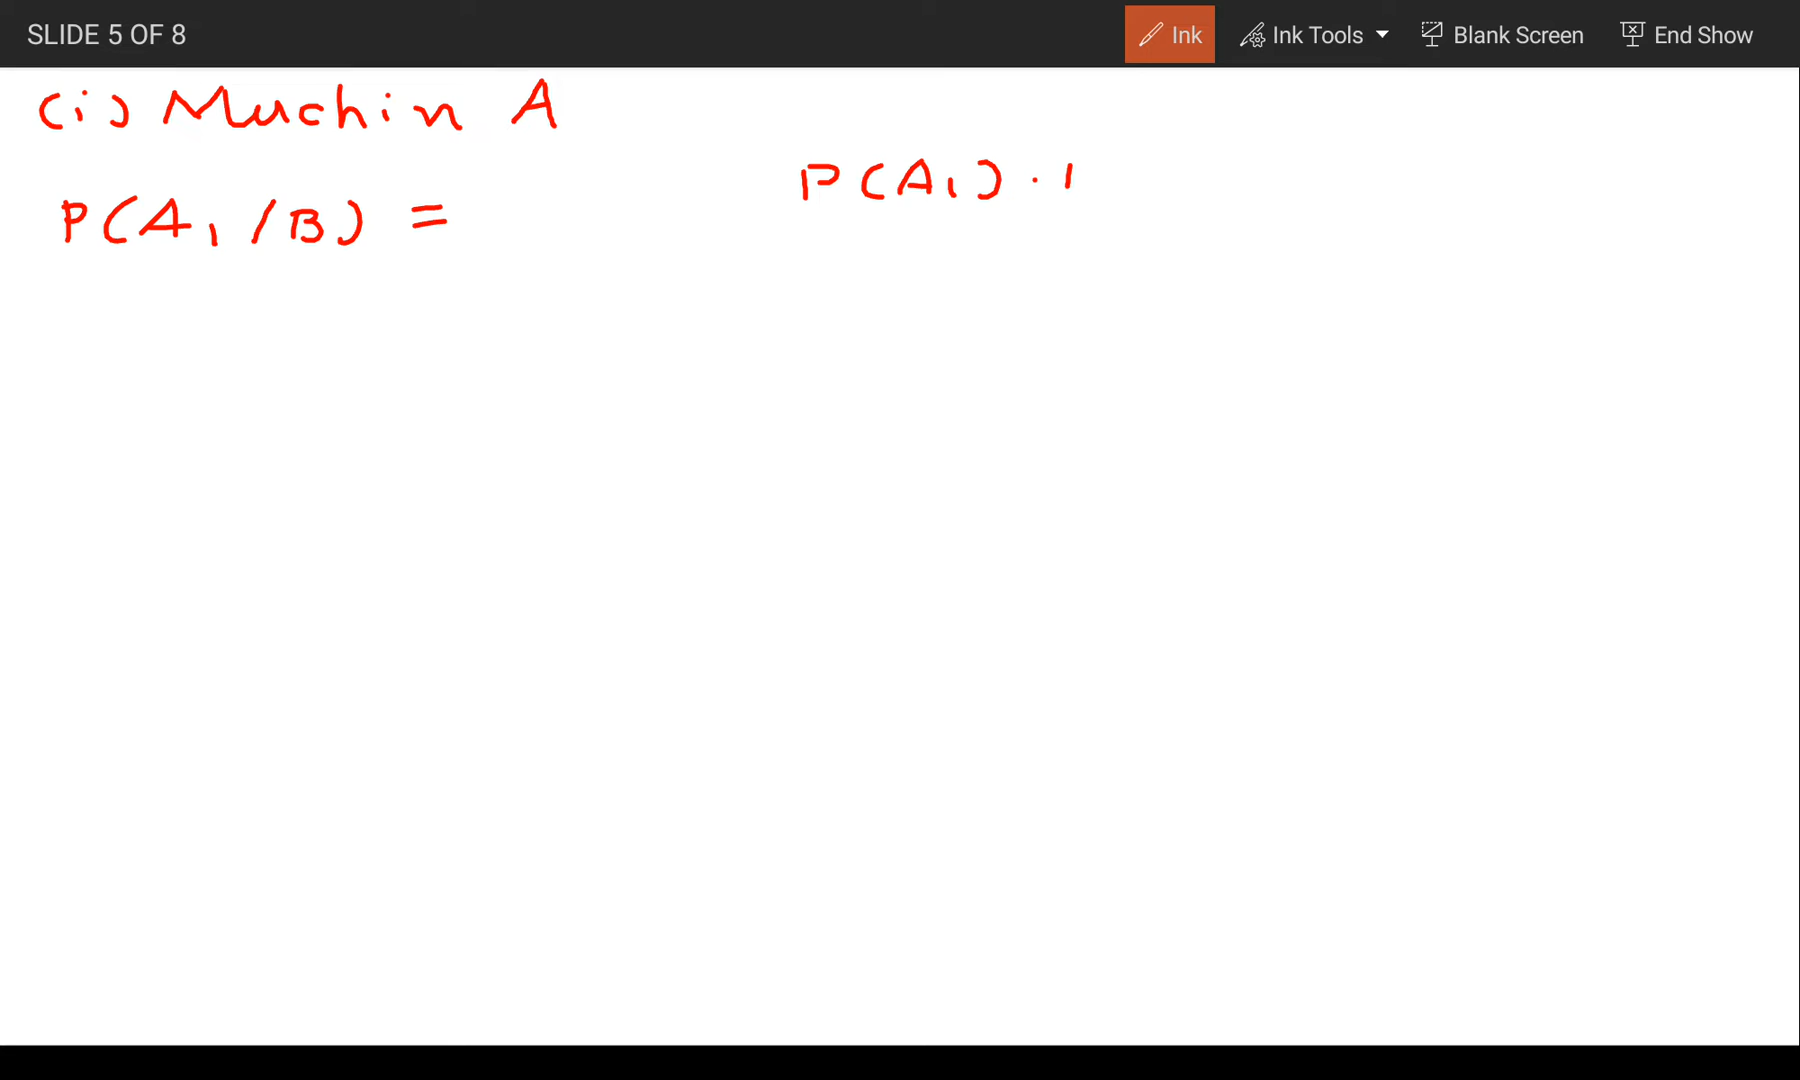 SLIDE 5 OF 8 Ink Ink Tools Blank Screen End Show
(i) Muchin A
P(A1) . 1
P(A1/B) =